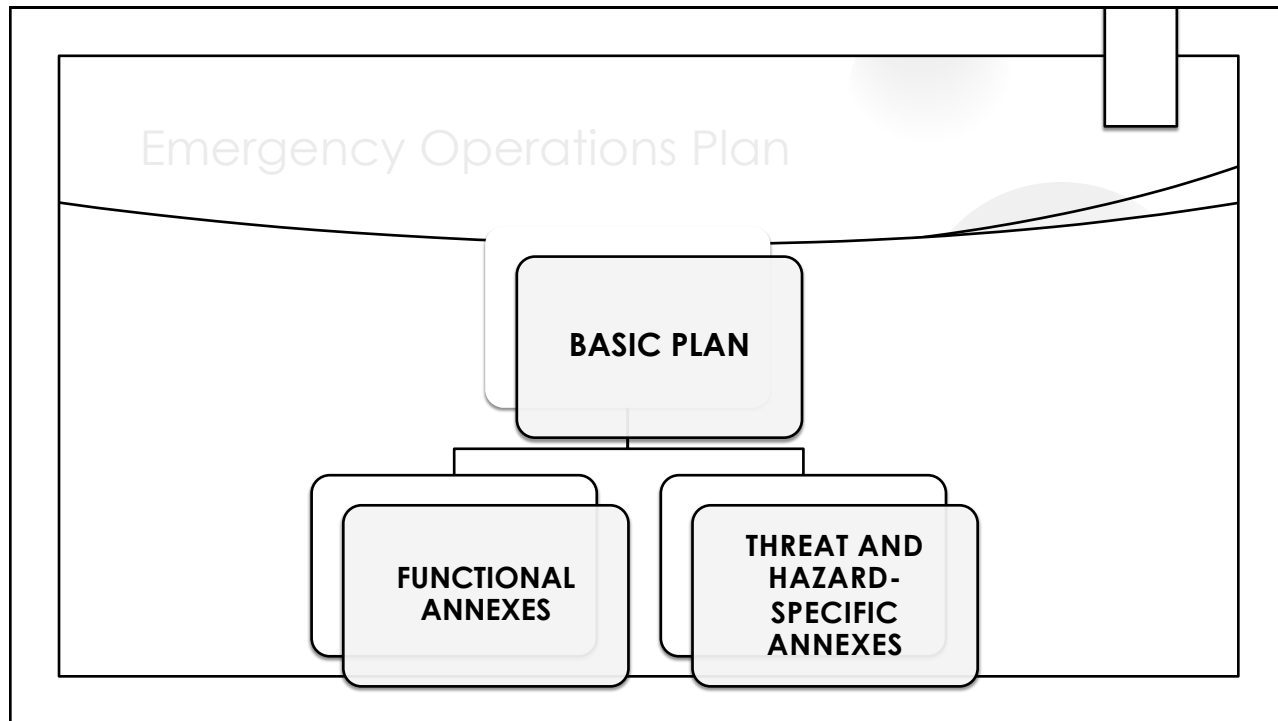 Emergency Operations Plan
BASIC PLAN
FUNCTIONAL
ANNEXES
THREAT AND
HAZARD-
SPECIFIC
ANNEXES